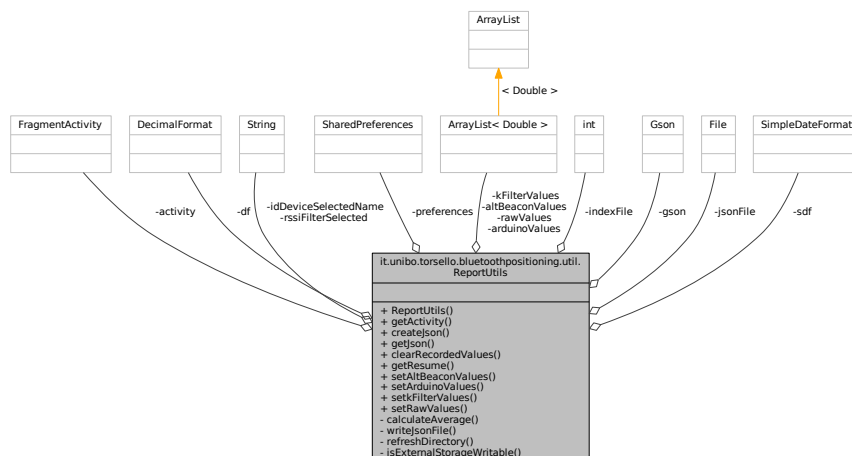 ArrayList
< Double >
FragmentActivity
DecimalFormat
String
SharedPreferences
ArrayList< Double >
int
Gson
File
SimpleDateFormat
-activity
-df
-idDeviceSelectedName
-rssiFilterSelected
-preferences
-kFilterValues
-altBeaconValues
-rawValues
-arduinoValues
-indexFile
-gson
-jsonFile
-sdf
it.unibo.torsello.bluetoothpositioning.util.
ReportUtils
+ ReportUtils()
+ getActivity()
+ createJson()
+ getJson()
+ clearRecordedValues()
+ getResume()
+ setAltBeaconValues()
+ setArduinoValues()
+ setkFilterValues()
+ setRawValues()
- calculateAverage()
- writeJsonFile()
- refreshDirectory()
- isExternalStorageWritable()